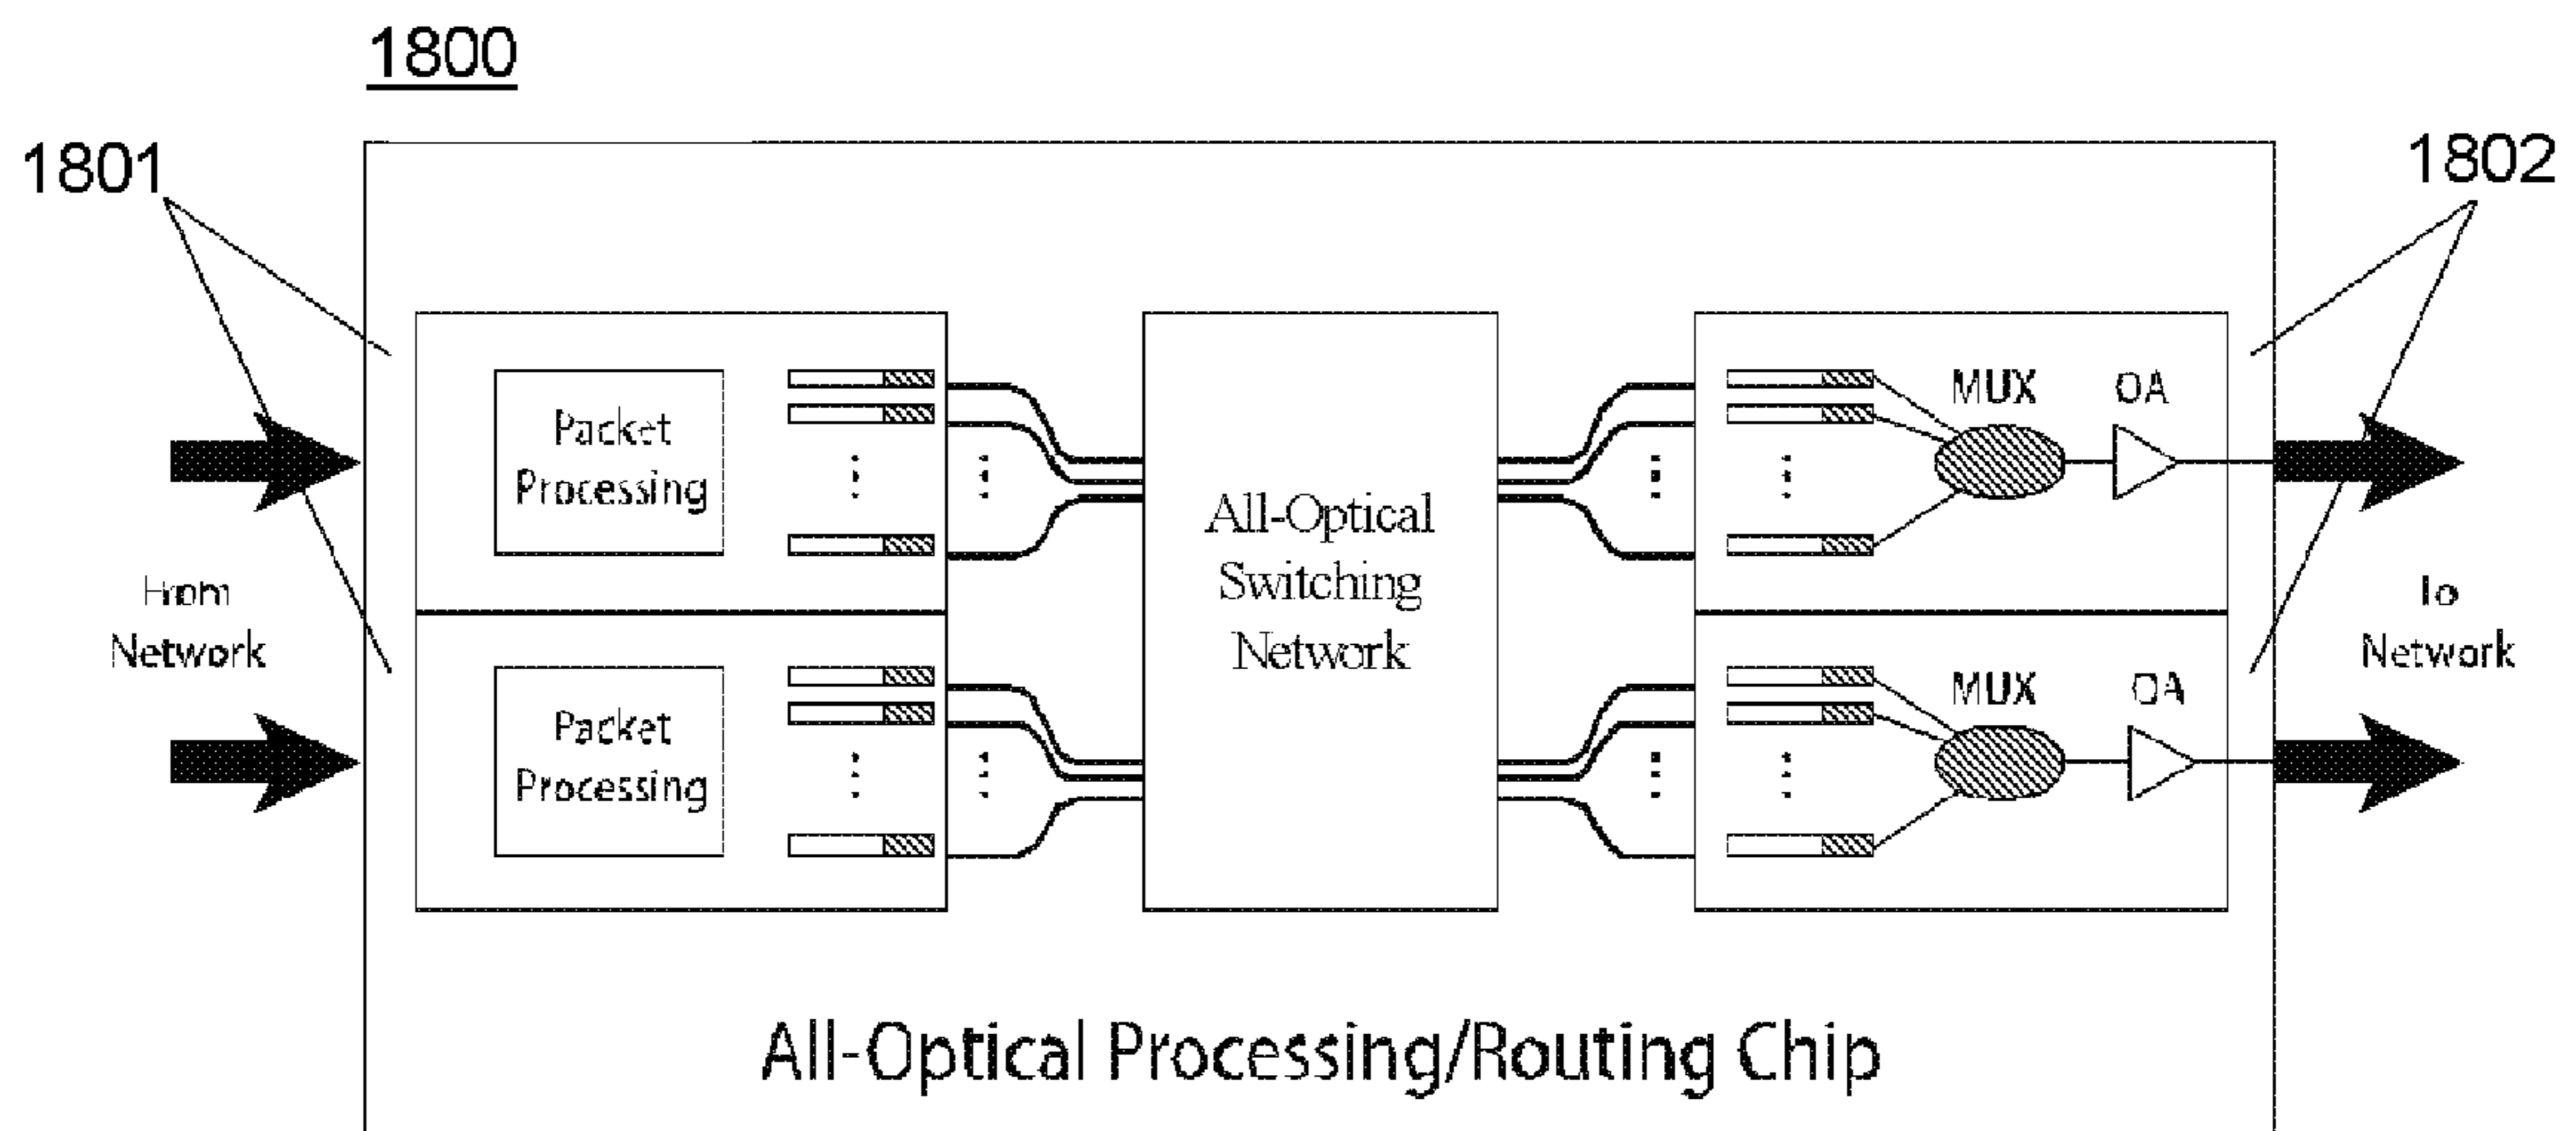 1800
1801
1802
Packet
Processing
MUX
OA
All-Optical
Switching
Network
From
Network
To
Network
Packet
Processing
MUX
OA
All-Optical Processing/Routing Chip